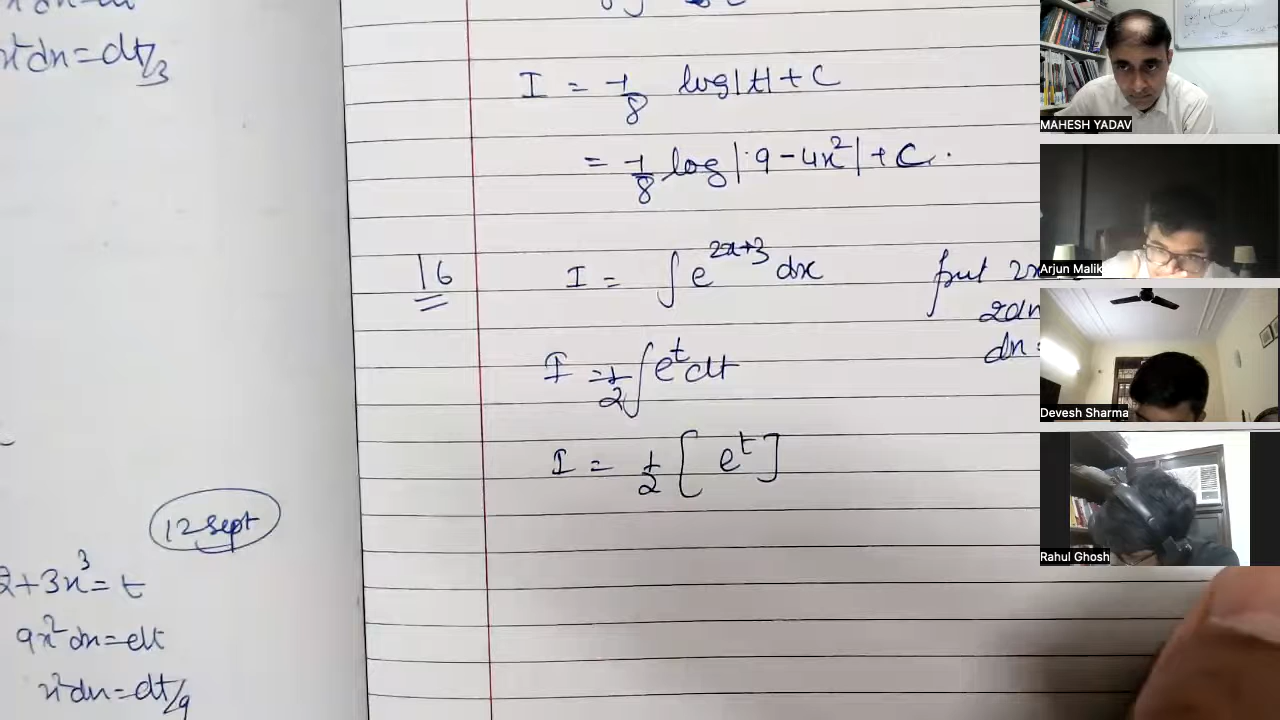 x²dx=dt/3
12 Sept
2+3x³=t
9x²dx=dt
x²dx=dt/9
I = -1/8 log|t|+C
= -1/8 log|9-4x²|+C.
16 I = ∫e^{2x+3} dx put
2dx
dx =
I = 1/2 ∫e^t dt
I = 1/2 [ e^t ]
MAHESH YADAV
Arjun Malik
Devesh Sharma
Rahul Ghosh